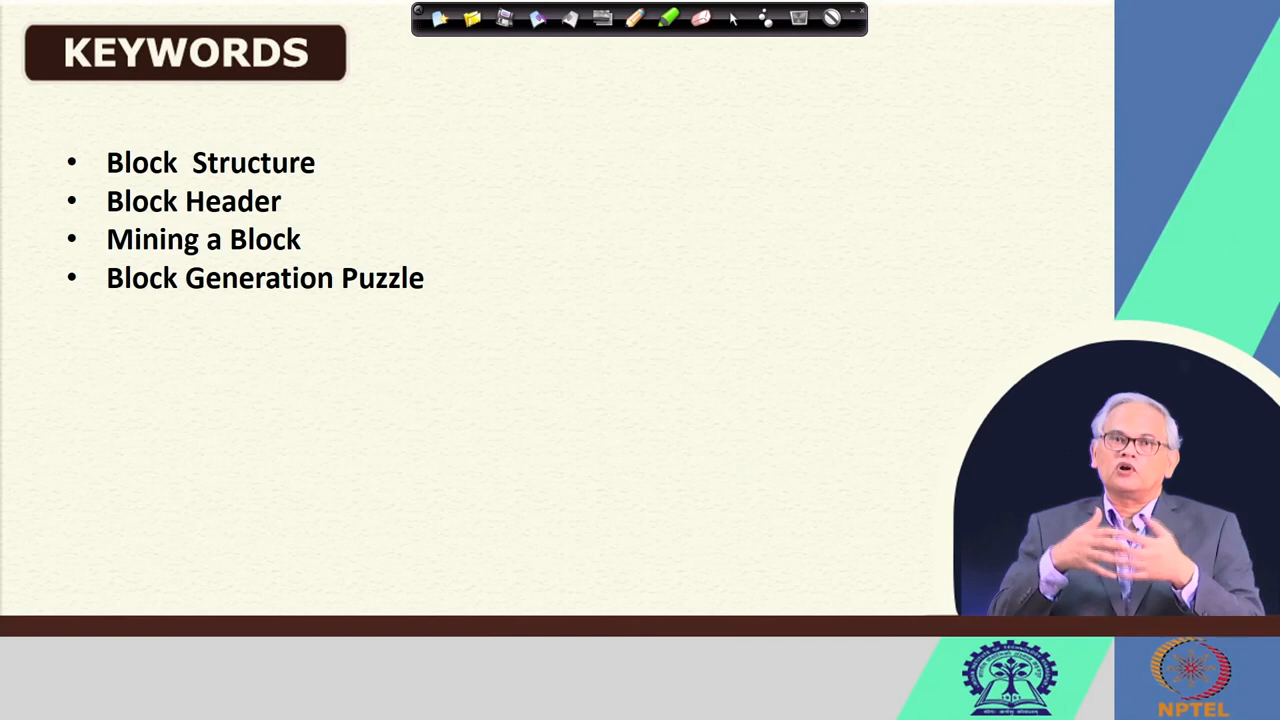 KEYWORDS
• Block Structure
• Block Header
• Mining a Block
• Block Generation Puzzle
NPTEL